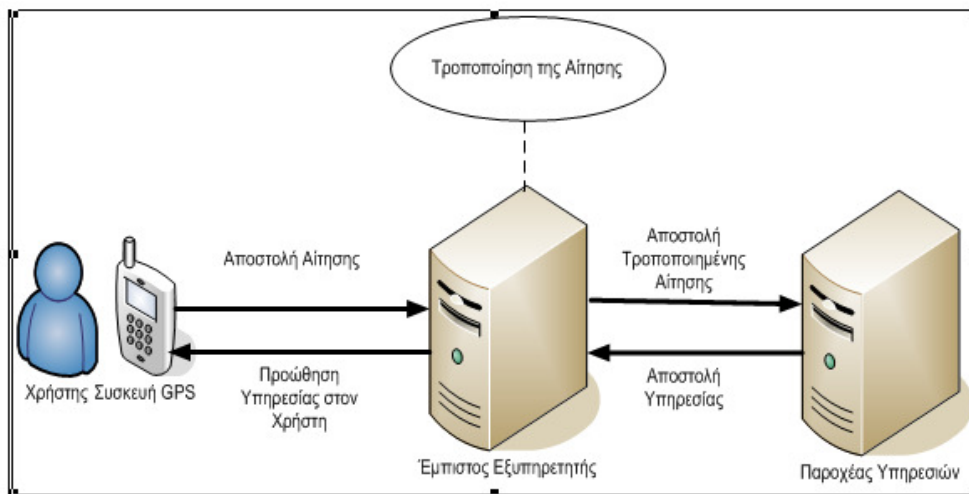 Τροποποίηση της Αίτησης
Αποστολή Αίτησης
Αποστολή
Τροποποιημένης
Αίτησης
Χρήστης Συσκευή GPS
Προώθηση
Υπηρεσίας στον
Χρήστη
Αποστολή
Υπηρεσίας
Έμπιστος Εξυπηρετητής
Παροχέας Υπηρεσιών